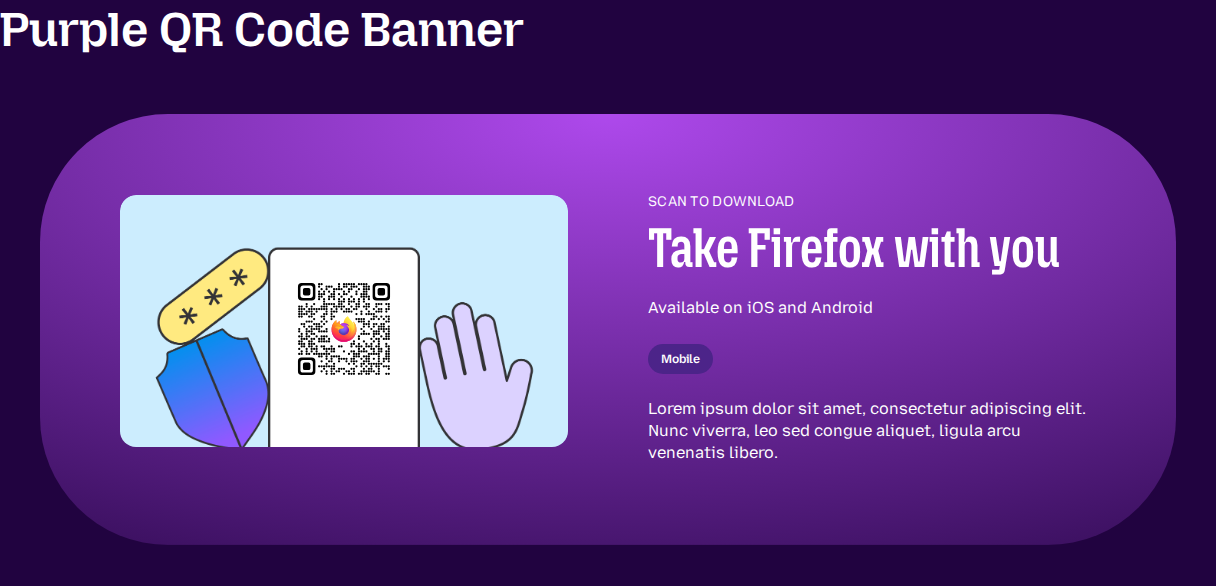 Purple QR Code Banner
SCAN TO DOWNLOAD
Take Firefox with you
Available on iOS and Android
Mobile
Lorem ipsum dolor sit amet, consectetur adipiscing elit.
Nunc viverra, leo sed congue aliquet, ligula arcu
venenatis libero.